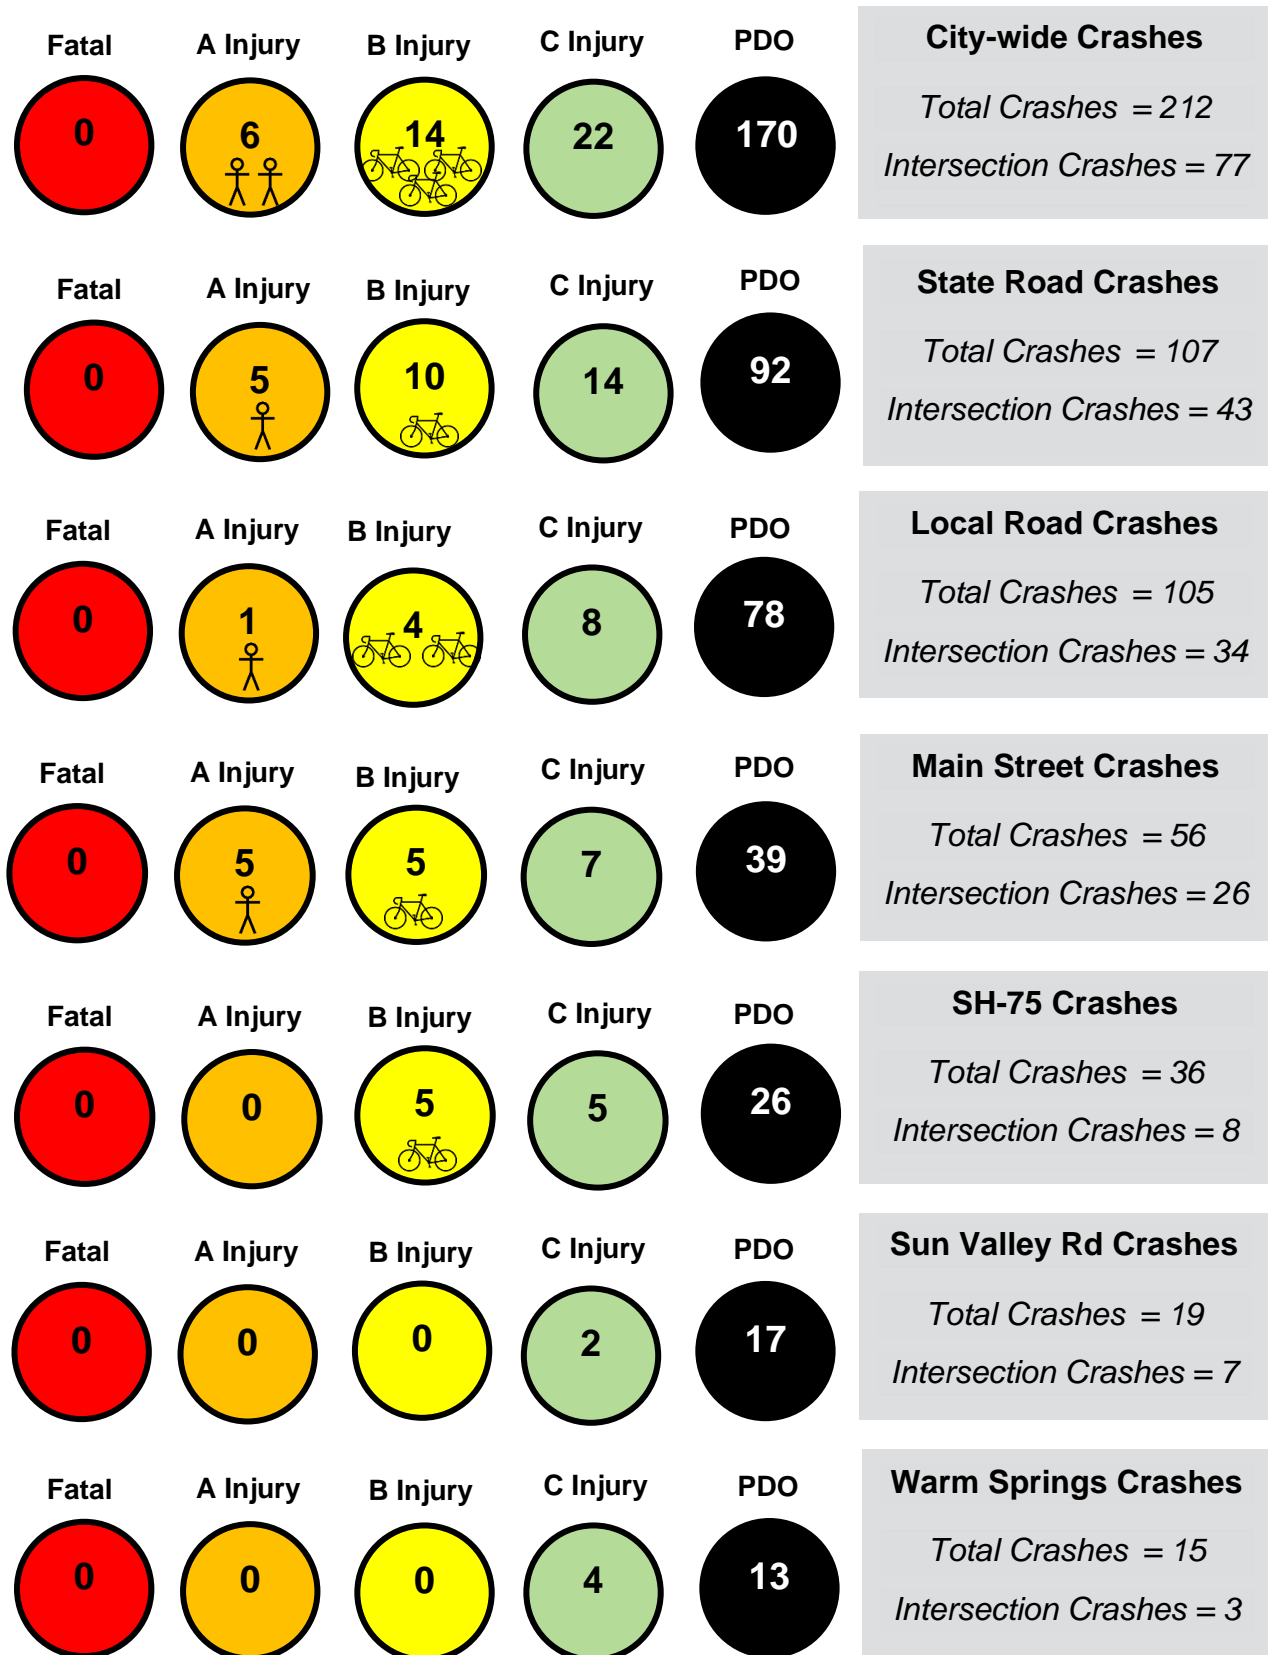 Fatal A Injury B Injury C Injury PDO City-wide Crashes
0 6 14 22 170 Total Crashes = 212
Intersection Crashes = 77
Fatal A Injury B Injury C Injury PDO State Road Crashes
0 5 10 14 92 Total Crashes = 107
Intersection Crashes = 43
Fatal A Injury B Injury C Injury PDO Local Road Crashes
0 1 4 8 78 Total Crashes = 105
Intersection Crashes = 34
Fatal A Injury B Injury C Injury PDO Main Street Crashes
0 5 5 7 39 Total Crashes = 56
Intersection Crashes = 26
Fatal A Injury B Injury C Injury PDO SH-75 Crashes
0 0 5 5 26 Total Crashes = 36
Intersection Crashes = 8
Fatal A Injury B Injury C Injury PDO Sun Valley Rd Crashes
0 0 0 2 17 Total Crashes = 19
Intersection Crashes = 7
Fatal A Injury B Injury C Injury PDO Warm Springs Crashes
0 0 0 4 13 Total Crashes = 15
Intersection Crashes = 3